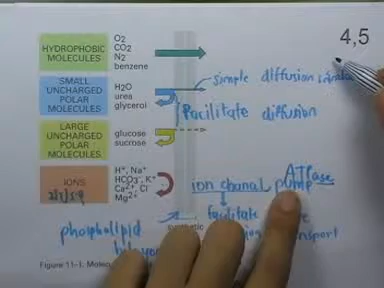 4,5
HYDROPHOBIC
MOLECULES
O2
CO2
N2
benzene
SMALL
UNCHARGED
POLAR
MOLECULES
H2O
urea
glycerol
simple diffusion
Facilitate diffusion
LARGE
UNCHARGED
POLAR
MOLECULES
glucose
sucrose
IONS
H+, Na+
HCO3-, K+
Ca2+, Cl-
Mg2+
ion chanal
pump
ATPase
facilitate
transport
phospholipid
synthetic
Figure 11-1.